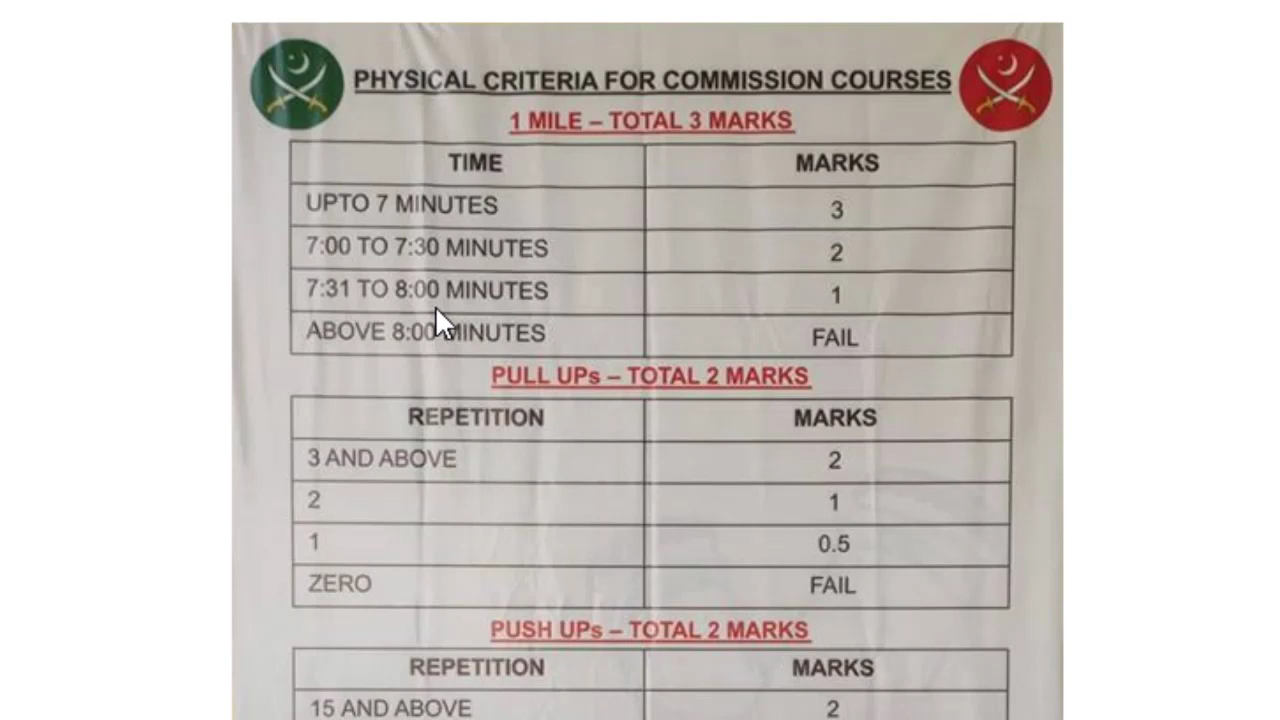 PHYSICAL CRITERIA FOR COMMISSION COURSES
1 MILE – TOTAL 3 MARKS
TIME MARKS
UPTO 7 MINUTES 3
7:00 TO 7:30 MINUTES 2
7:31 TO 8:00 MINUTES 1
ABOVE 8:00 MINUTES FAIL
PULL UPs – TOTAL 2 MARKS
REPETITION MARKS
3 AND ABOVE 2
2 1
1 0.5
ZERO FAIL
PUSH UPs – TOTAL 2 MARKS
REPETITION MARKS
15 AND ABOVE 2